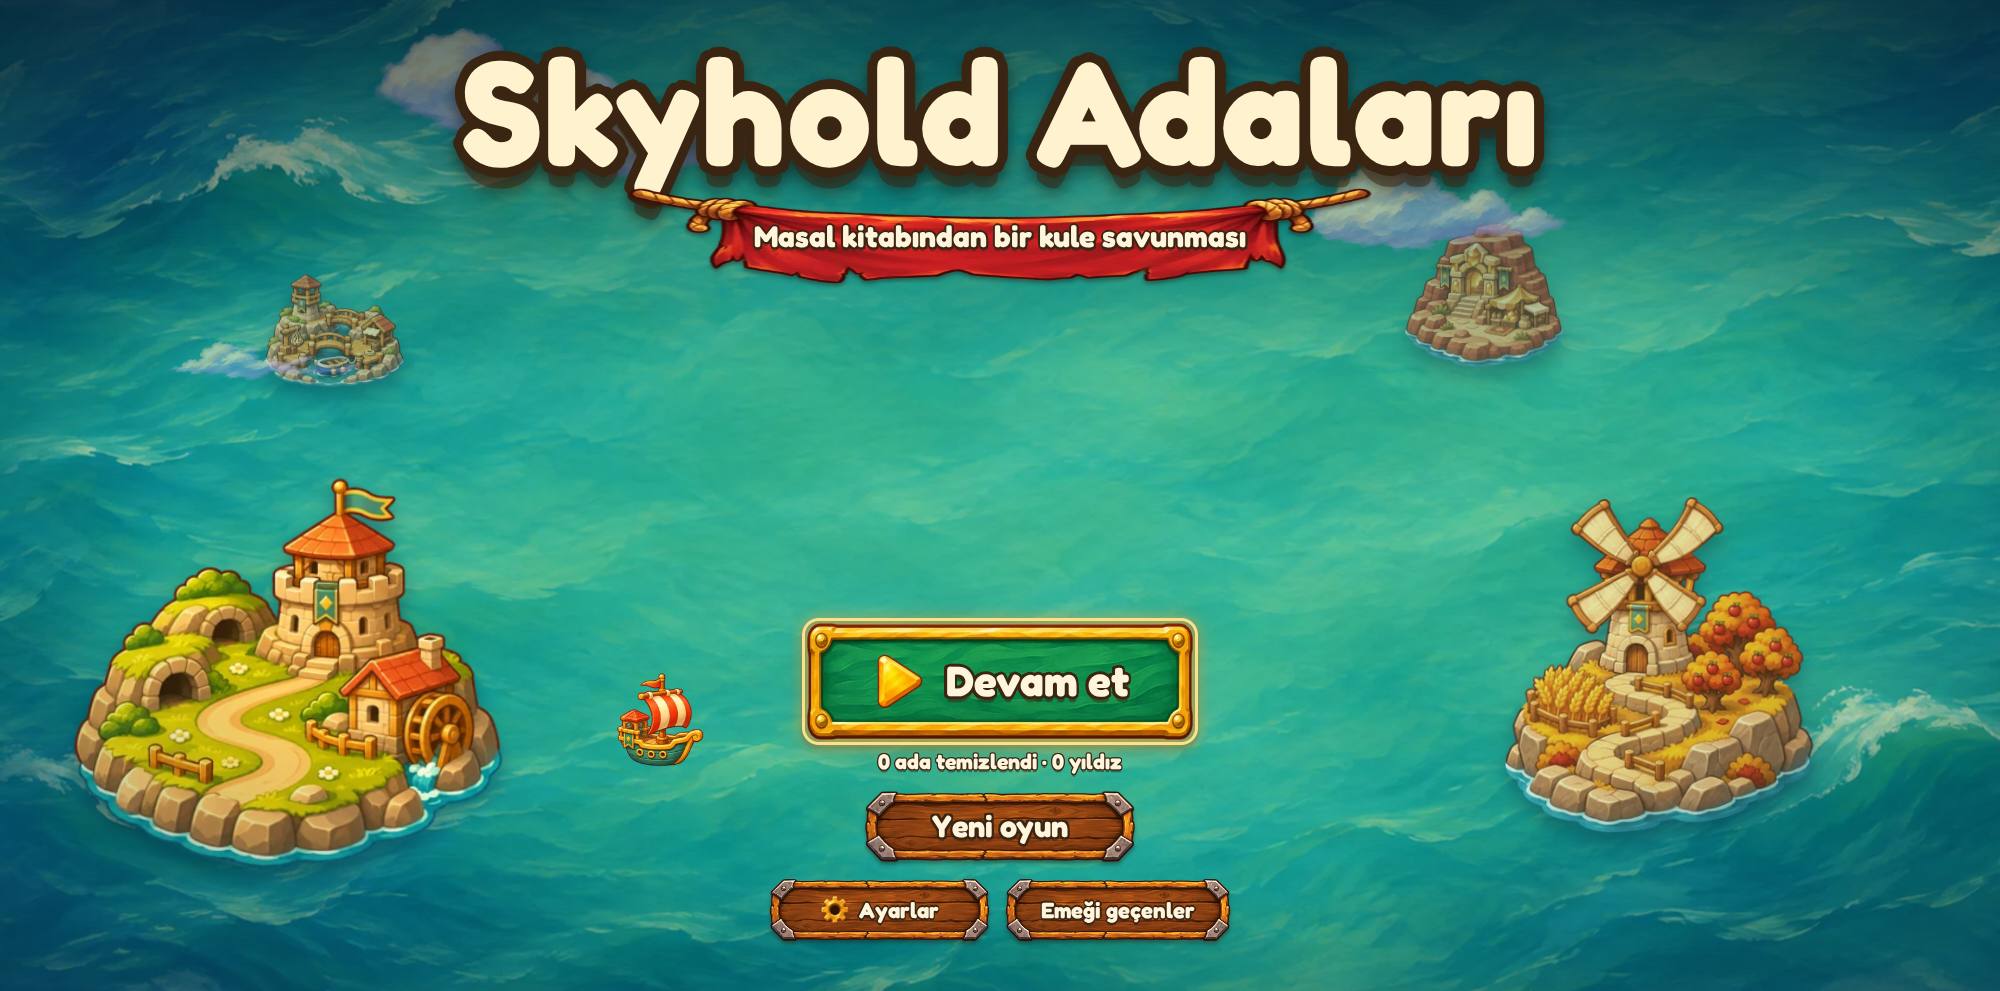 Skyhold Adaları
Masal kitabından bir kule savunması
Devam et
0 ada temizlendi · 0 yıldız
Yeni oyun
Ayarlar
Emeği geçenler